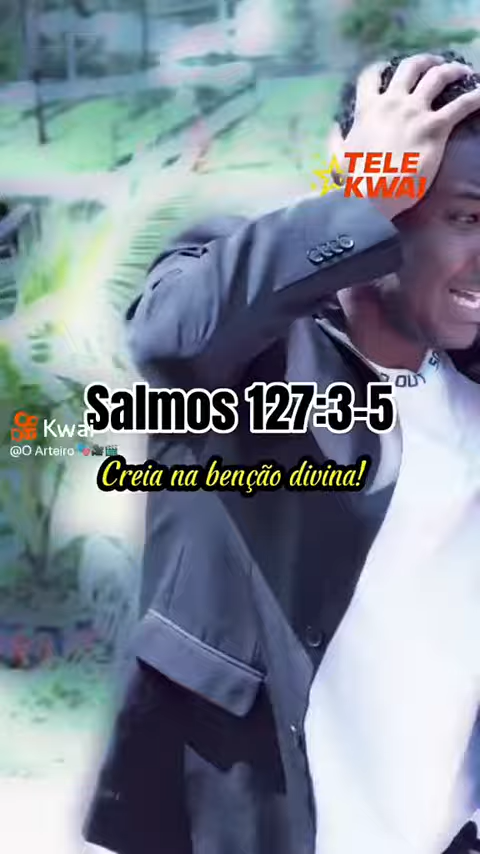 TELE
KWAI
Salmos 127:3-5
Kwai
@O Arteiro
Creia na benção divina!